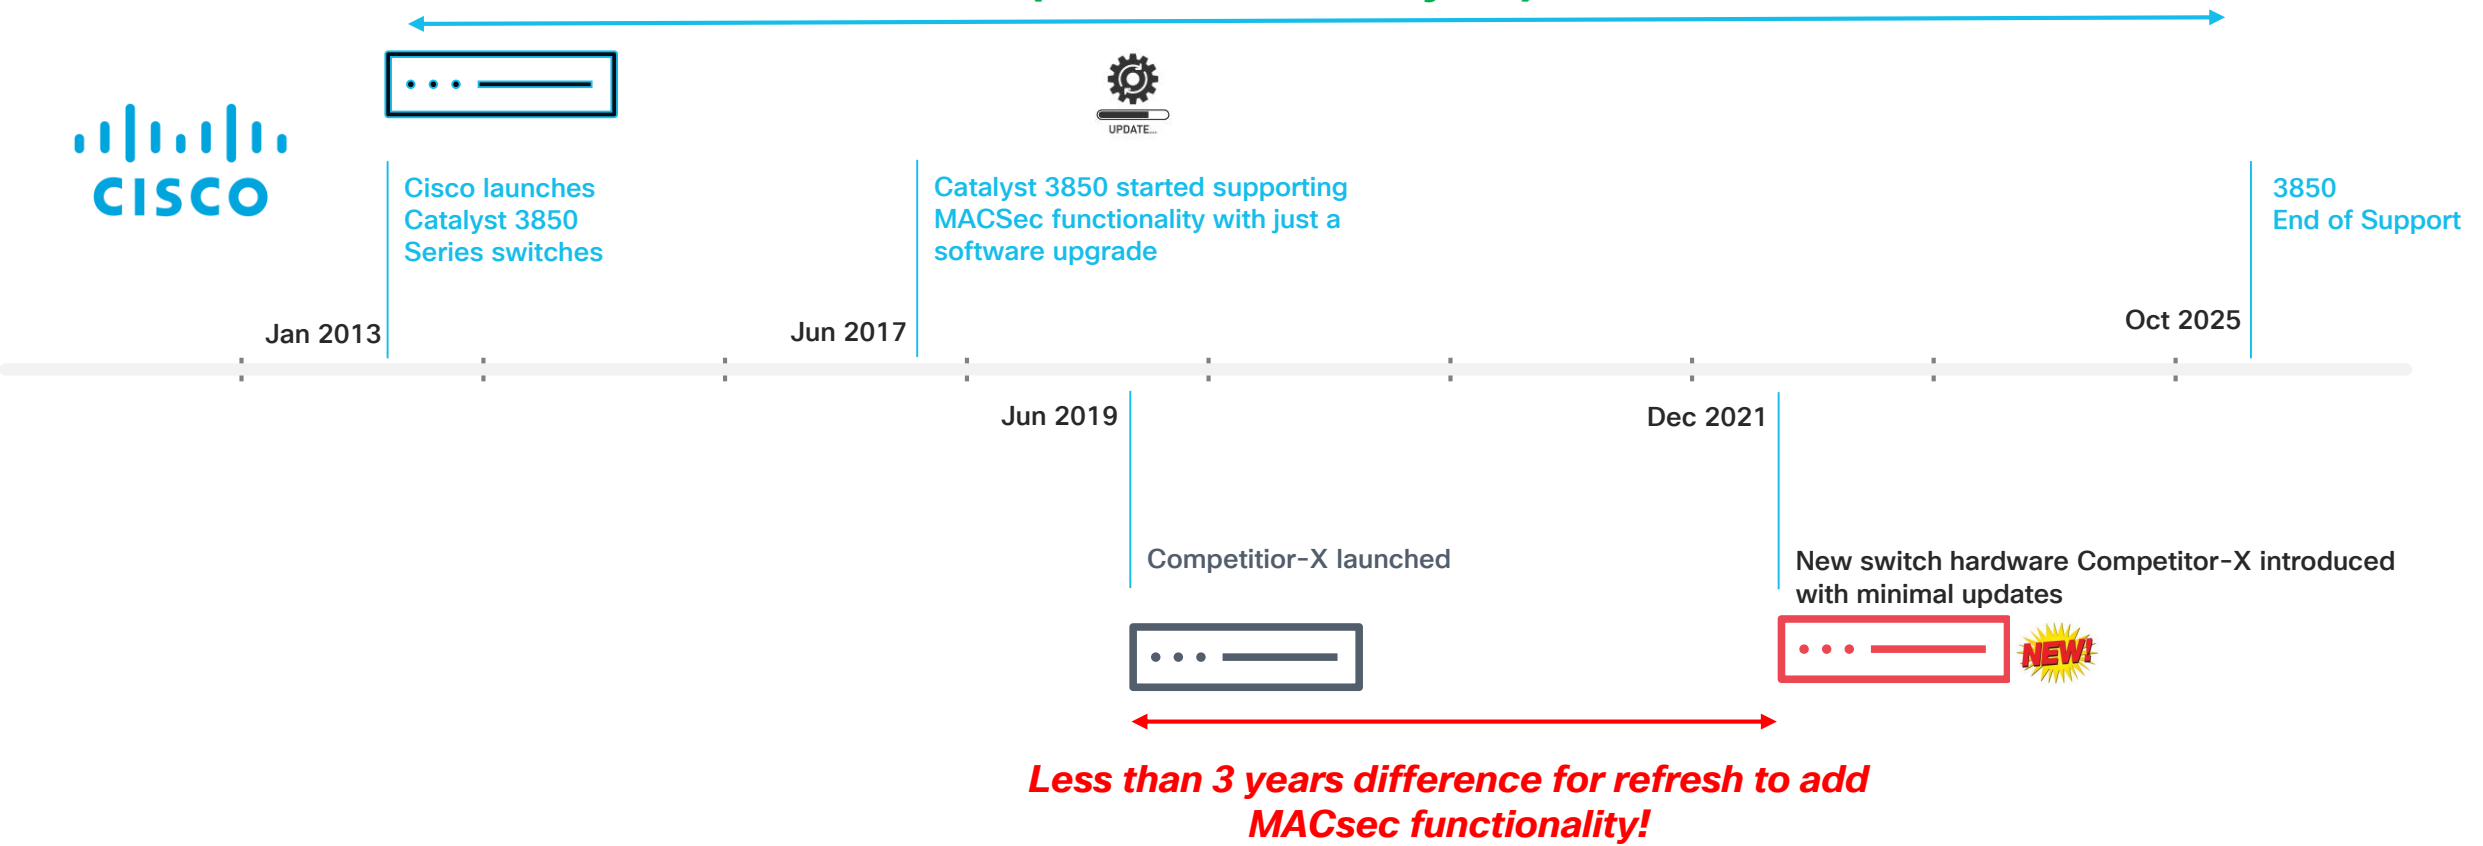 CISCO
UPDATE...
Cisco launches
Catalyst 3850
Series switches
Catalyst 3850 started supporting
MACSec functionality with just a
software upgrade
3850
End of Support
Jan 2013
Jun 2017
Oct 2025
Jun 2019
Dec 2021
Competitior-X launched
New switch hardware Competitor-X introduced
with minimal updates
NEW!
Less than 3 years difference for refresh to add
MACsec functionality!